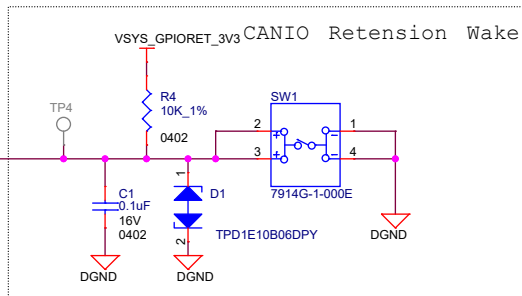 VSYS_GPIORET_3V3
CANIO Retension Wake
TP4
R4
10K_1%
0402
SW1
2
3
1
4
7914G-1-000E
C1
0.1uF
16V
0402
1
D1
2
TPD1E10B06DPY
DGND
DGND
DGND